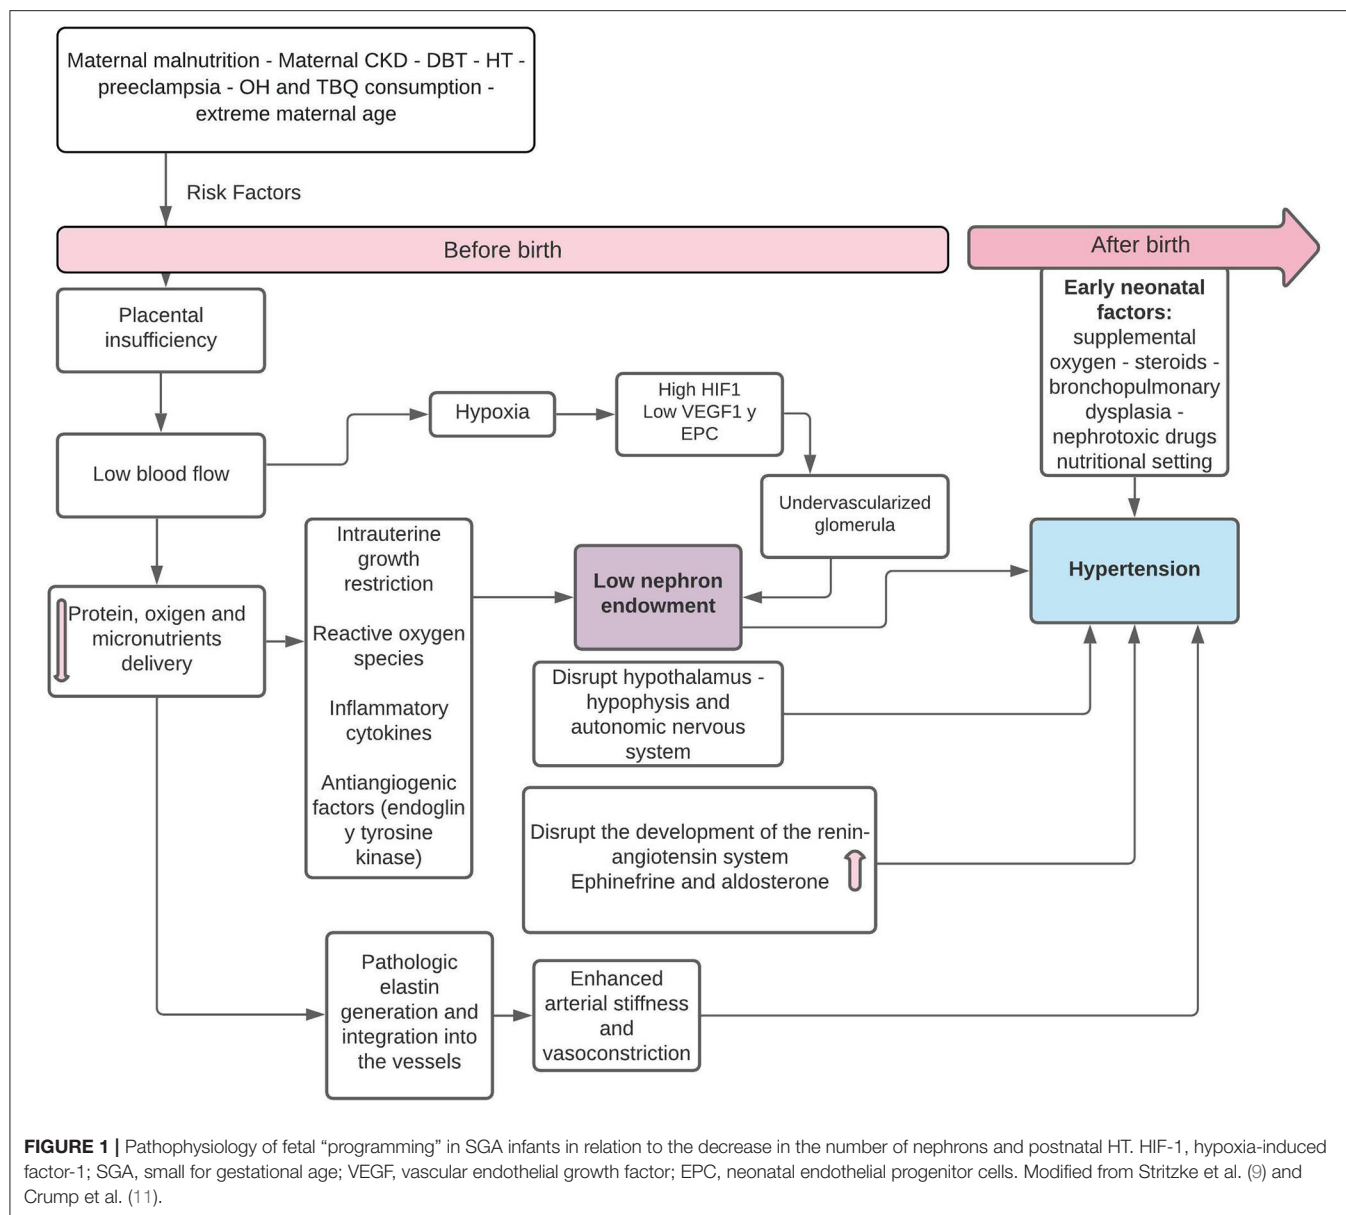 Maternal malnutrition - Maternal CKD - DBT - HT -
preeclampsia - OH and TBQ consumption -
extreme maternal age
Risk Factors
Before birth
After birth
Early neonatal
factors:
supplemental
oxygen - steroids -
bronchopulmonary
dysplasia -
nephrotoxic drugs
nutritional setting
Placental
insufficiency
Hypoxia
High HIF1
Low VEGF1 y
EPC
Low blood flow
Undervascularized
glomerula
Intrauterine
growth
restriction
Reactive oxygen
species
Inflammatory
cytokines
Antiangiogenic
factors (endoglin
y tyrosine
kinase)
Low nephron
endowment
Hypertension
Protein, oxigen and
micronutrients
delivery
Disrupt hypothalamus -
hypophysis and
autonomic nervous
system
Disrupt the development of the renin-
angiotensin system
Ephinefrine and aldosterone
Pathologic
elastin
generation and
integration into
the vessels
Enhanced
arterial stiffness
and
vasoconstriction
FIGURE 1 | Pathophysiology of fetal “programming” in SGA infants in relation to the decrease in the number of nephrons and postnatal HT. HIF-1, hypoxia-induced
factor-1; SGA, small for gestational age; VEGF, vascular endothelial growth factor; EPC, neonatal endothelial progenitor cells. Modified from Stritzke et al. (9) and
Crump et al. (11).